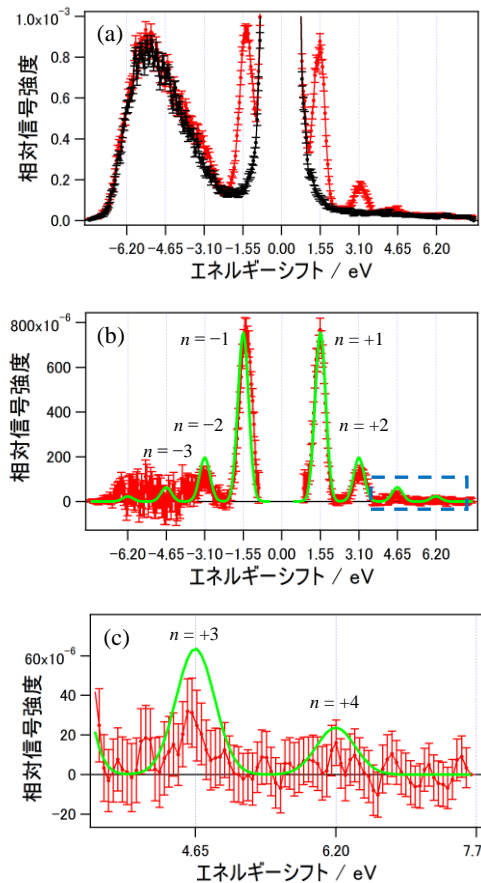 (a)
1.0×10⁻³
0.8
0.6
0.4
0.2
0.0
相対信号強度
−6.20 −4.65 −3.10 −1.55 0.00 1.55 3.10 4.65 6.20
エネルギーシフト / eV
(b)
800x10⁻⁶
600
400
200
0
相対信号強度
n = −1
n = +1
n = −2
n = +2
n = −3
−6.20 −4.65 −3.10 −1.55 0.00 1.55 3.10 4.65 6.20
エネルギーシフト / eV
(c)
n = +3
n = +4
60x10⁻⁶
40
20
0
-20
相対信号強度
4.65 6.20 7.7
エネルギーシフト / eV